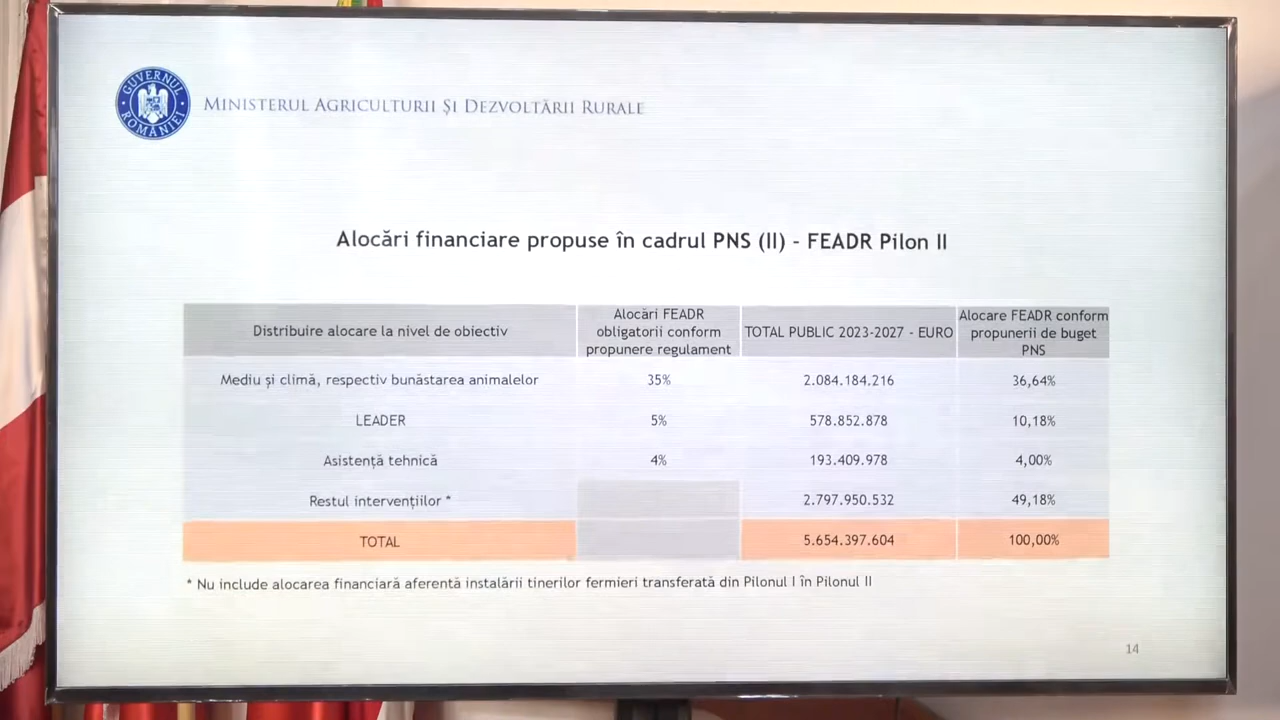 GUVERNUL ROMÂNIEI
MINISTERUL AGRICULTURII ȘI DEZVOLTĂRII RURALE
Alocări financiare propuse în cadrul PNS (II) - FEADR Pilon II
Distribuire alocare la nivel de obiectiv
Alocări FEADR
obligatorii conform
propunere regulament
TOTAL PUBLIC 2023-2027 - EURO
Alocare FEADR conform
propunerii de buget
PNS
Mediu și climă, respectiv bunăstarea animalelor 35% 2.084.184.216 36,64%
LEADER 5% 578.852.878 10,18%
Asistență tehnică 4% 193.409.978 4,00%
Restul intervențiilor * 2.797.950.532 49,18%
TOTAL 5.654.397.604 100,00%
* Nu include alocarea financiară aferentă instalării tinerilor fermieri transferată din Pilonul I în Pilonul II
14